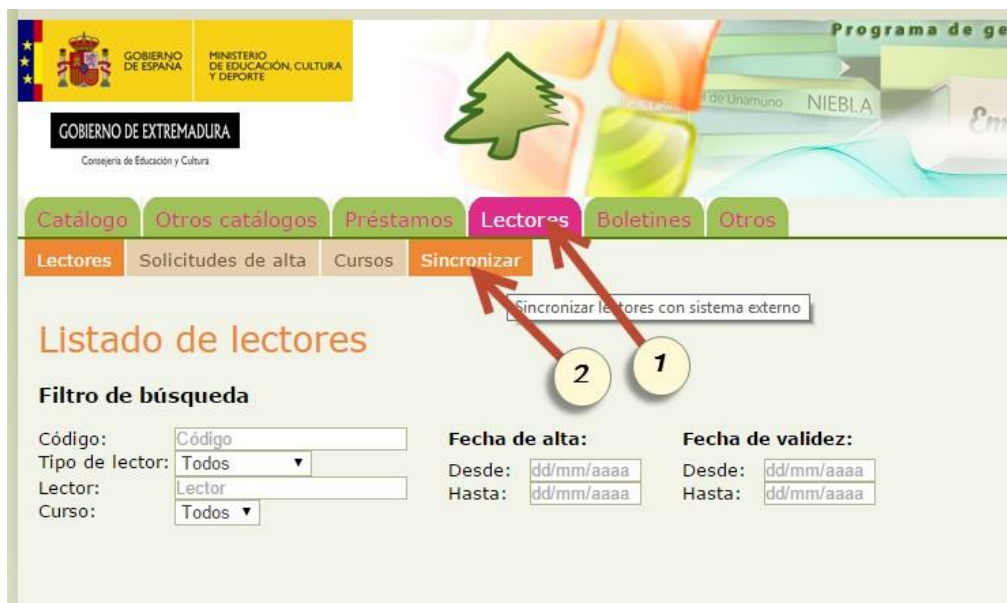 Programa de ge
GOBIERNO
DE ESPAÑA
MINISTERIO
DE EDUCACIÓN, CULTURA
Y DEPORTE
de Unamuno
NIEBLA
GOBIERNO DE EXTREMADURA
Consejería de Educación y Cultura
Catálogo Otros catálogos Préstamos Lectores Boletines Otros
Lectores Solicitudes de alta Cursos Sincronizar
Sincronizar lectores con sistema externo
Listado de lectores
2 1
Filtro de búsqueda
Código: Código Fecha de alta: Fecha de validez:
Tipo de lector: Todos Desde: dd/mm/aaaa Desde: dd/mm/aaaa
Lector: Lector Hasta: dd/mm/aaaa Hasta: dd/mm/aaaa
Curso: Todos